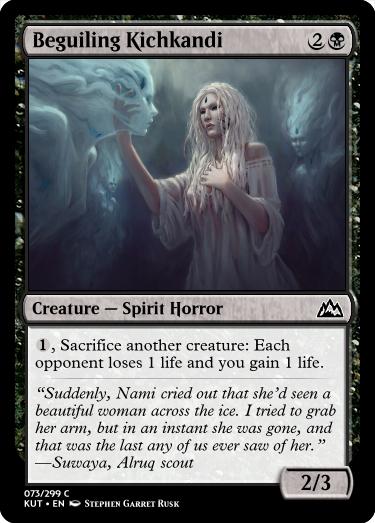 Beguiling Kichkandi 2
Creature — Spirit Horror
1, Sacrifice another creature: Each
opponent loses 1 life and you gain 1 life.
“Suddenly, Nami cried out that she’d seen a
beautiful woman across the ice. I tried to grab
her arm, but in an instant she was gone, and
that was the last any of us ever saw of her.”
—Suwaya, Alruq scout
2/3
073/299 C
KUT • EN Stephen Garret Rusk